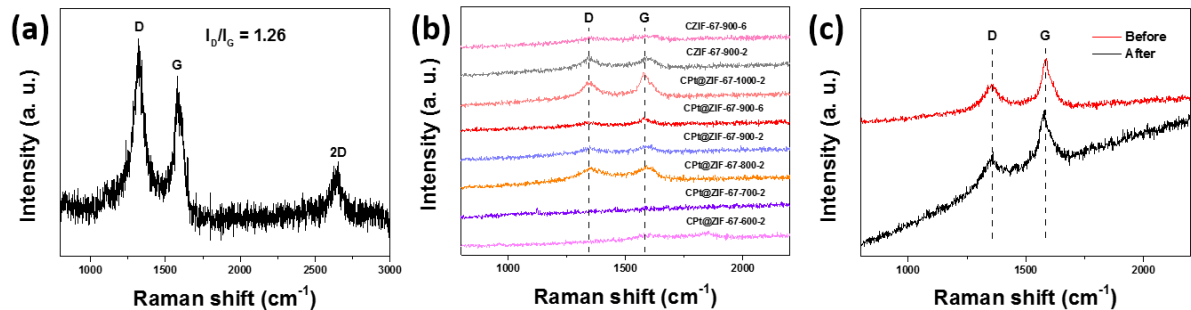 (a)
D
I_D/I_G = 1.26
G
2D
Intensity (a. u.)
1000 1500 2000 2500 3000
Raman shift (cm⁻¹)
(b)
D G
CZIF-67-900-6
CZIF-67-900-2
CPt@ZIF-67-1000-2
CPt@ZIF-67-900-6
CPt@ZIF-67-900-2
CPt@ZIF-67-800-2
CPt@ZIF-67-700-2
CPt@ZIF-67-600-2
Intensity (a. u.)
1000 1500 2000
Raman shift (cm⁻¹)
(c)
D G
Before
After
Intensity (a. u.)
1000 1500 2000
Raman shift (cm⁻¹)